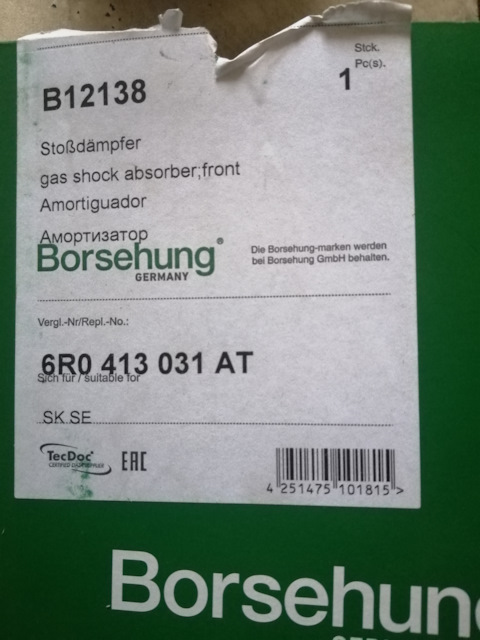 Stck.
Pc(s).
B12138
1
Stoßdämpfer
gas shock absorber;front
Amortiguador
Амортизатор
Borsehung®
GERMANY
Die Borsehung-marken werden
bei Borsehung GmbH behalten.
Vergl.-Nr/Repl.-No.:
6R0 413 031 AT
Sich für / suitable for
SK SE
TecDoc®
EAC
4 251475 101815 >
Borsehung